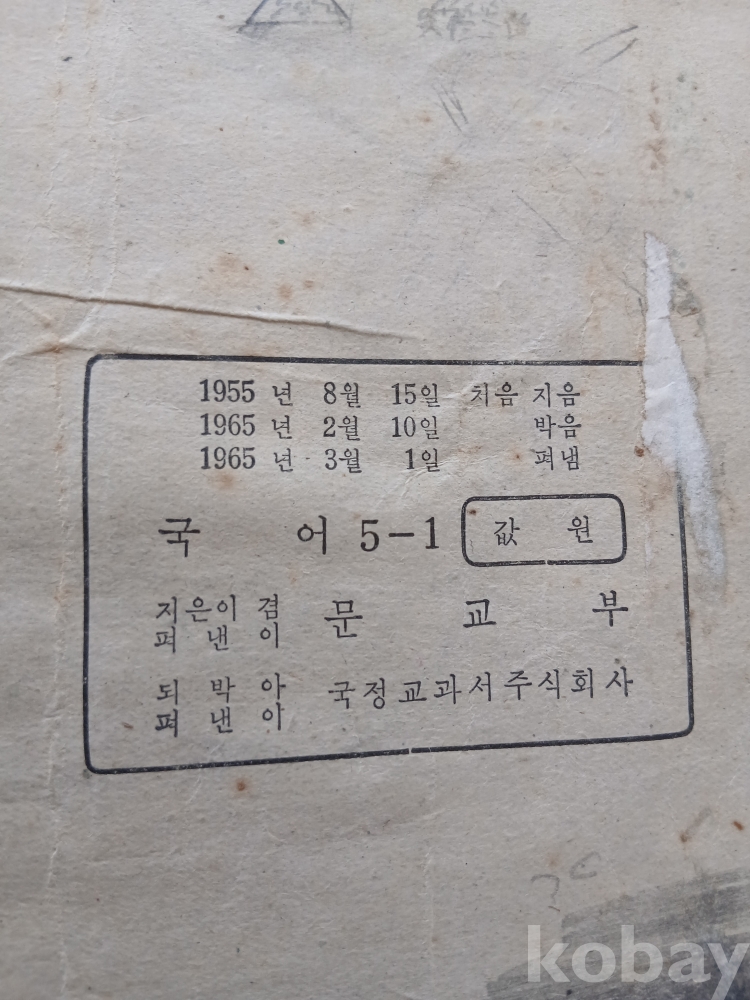 1955 년 8월 15일 처음 지음
1965 년 2월 10일 박음
1965 년 3월 1일 펴냄
국 어 5-1 값 원
지은이 겸
펴 낸 이
문 교 부
되 박 아
펴 낸 이
국정교과서주식회사
kobay